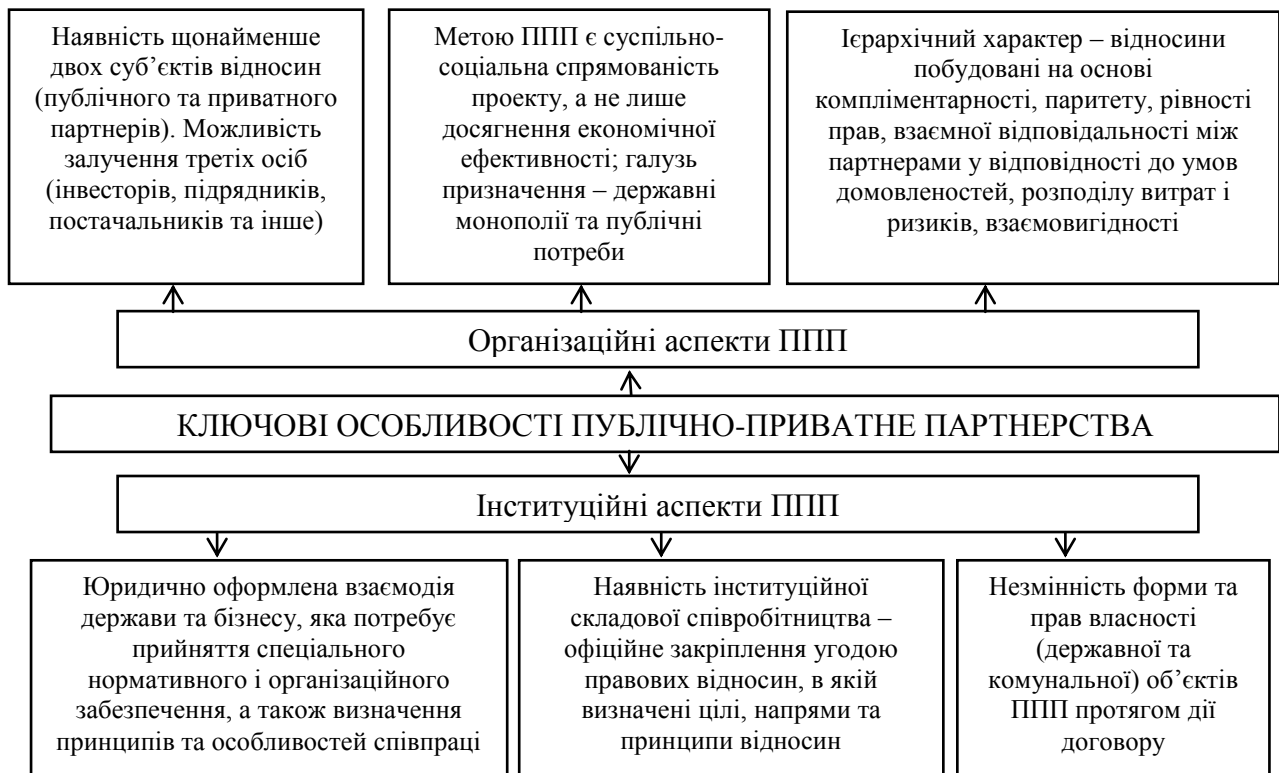 Наявність щонайменше
двох суб’єктів відносин
(публічного та приватного
партнерів). Можливість
залучення третіх осіб
(інвесторів, підрядників,
постачальників та інше)
Метою ППП є суспільно-
соціальна спрямованість
проекту, а не лише
досягнення економічної
ефективності; галузь
призначення – державні
монополії та публічні
потреби
Ієрархічний характер – відносини
побудовані на основі
компліментарності, паритету, рівності
прав, взаємної відповідальності між
партнерами у відповідності до умов
домовленостей, розподілу витрат і
ризиків, взаємовигідності
Організаційні аспекти ППП
КЛЮЧОВІ ОСОБЛИВОСТІ ПУБЛІЧНО-ПРИВАТНЕ ПАРТНЕРСТВА
Інституційні аспекти ППП
Юридично оформлена взаємодія
держави та бізнесу, яка потребує
прийняття спеціального
нормативного і організаційного
забезпечення, а також визначення
принципів та особливостей співпраці
Наявність інституційної
складової співробітництва –
офіційне закріплення угодою
правових відносин, в якій
визначені цілі, напрями та
принципи відносин
Незмінність форми та
прав власності
(державної та
комунальної) об’єктів
ППП протягом дії
договору